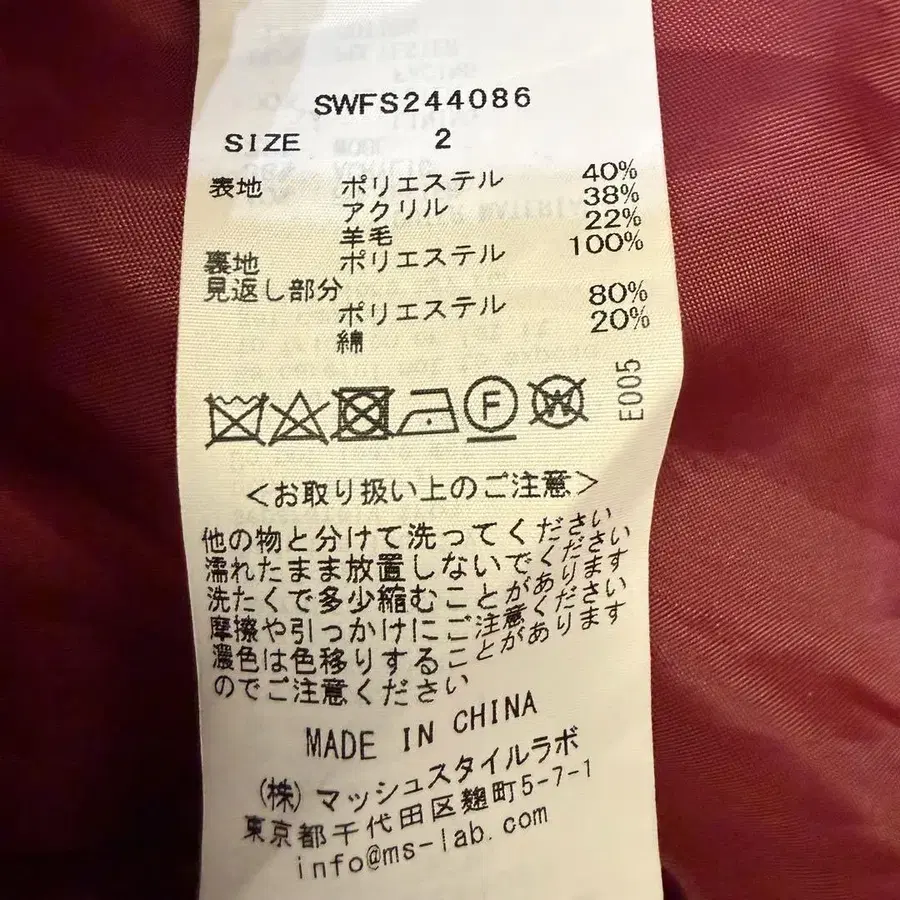 SWFS244086
SIZE 2
表地 ポリエステル 40%
アクリル 38%
羊毛 22%
裏地 ポリエステル 100%
見返し部分
ポリエステル 80%
綿 20%
F W
E005
<お取り扱い上のご注意>
他の物と分けて洗ってください
濡れたまま放置しないでください
洗たくで多少縮むことがあります
摩擦や引っかけにご注意ください
濃色は色移りすることがあります
のでご注意ください
MADE IN CHINA
(株)マッシュスタイルラボ
東京都千代田区麹町5-7-1
info@ms-lab.com